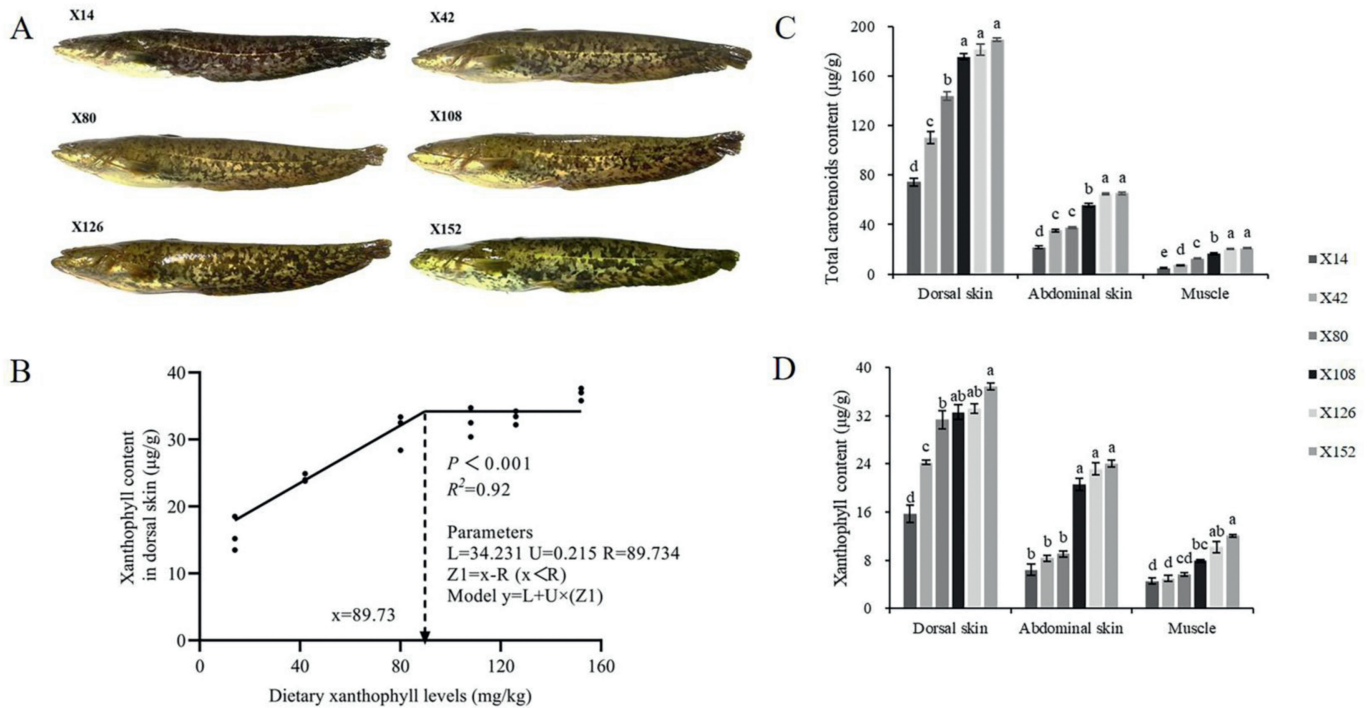 A
X14
X42
X80
X108
X126
X152
B
Xanthophyll content
in dorsal skin (μg/g)
40
30
20
10
0
P < 0.001
R²=0.92
Parameters
L=34.231 U=0.215 R=89.734
Z1=x-R (x<R)
Model y=L+U×(Z1)
x=89.73
0
40
80
120
160
Dietary xanthophyll levels (mg/kg)
C
Total carotenoids content (μg/g)
200
160
120
80
40
0
d
c
b
a
a
a
d
c
c
b
a
a
e
d
c
b
a
a
Dorsal skin
Abdominal skin
Muscle
X14
X42
X80
X108
X126
X152
D
Xanthophyll content (μg/g)
40
32
24
16
8
0
d
c
b
ab
ab
a
b
b
b
a
a
a
d
d
cd
bc
ab
a
Dorsal skin
Abdominal skin
Muscle